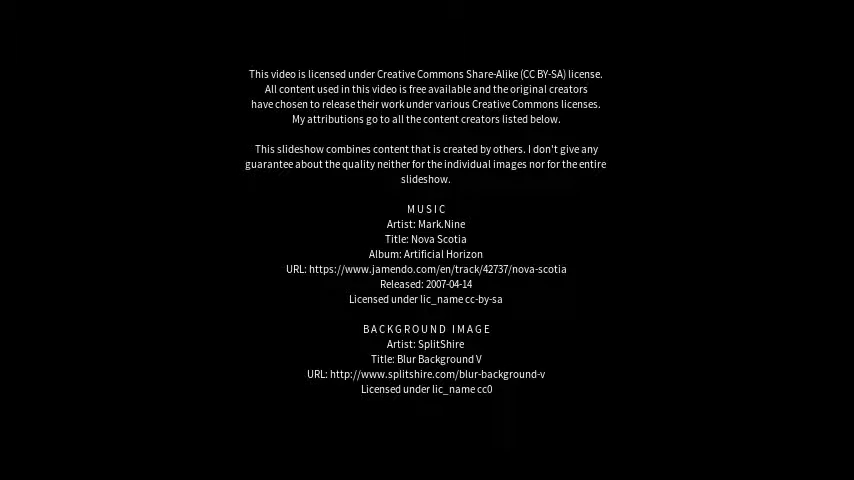 This video is licensed under Creative Commons Share-Alike (CC BY-SA) license.
All content used in this video is free available and the original creators
have chosen to release their work under various Creative Commons licenses.
My attributions go to all the content creators listed below.
This slideshow combines content that is created by others. I don't give any
guarantee about the quality neither for the individual images nor for the entire
slideshow.
MUSIC
Artist: Mark.Nine
Title: Nova Scotia
Album: Artificial Horizon
URL: https://www.jamendo.com/en/track/42737/nova-scotia
Released: 2007-04-14
Licensed under lic_name cc-by-sa
BACKGROUND IMAGE
Artist: SplitShire
Title: Blur Background V
URL: http://www.splitshire.com/blur-background-v
Licensed under lic_name cc0